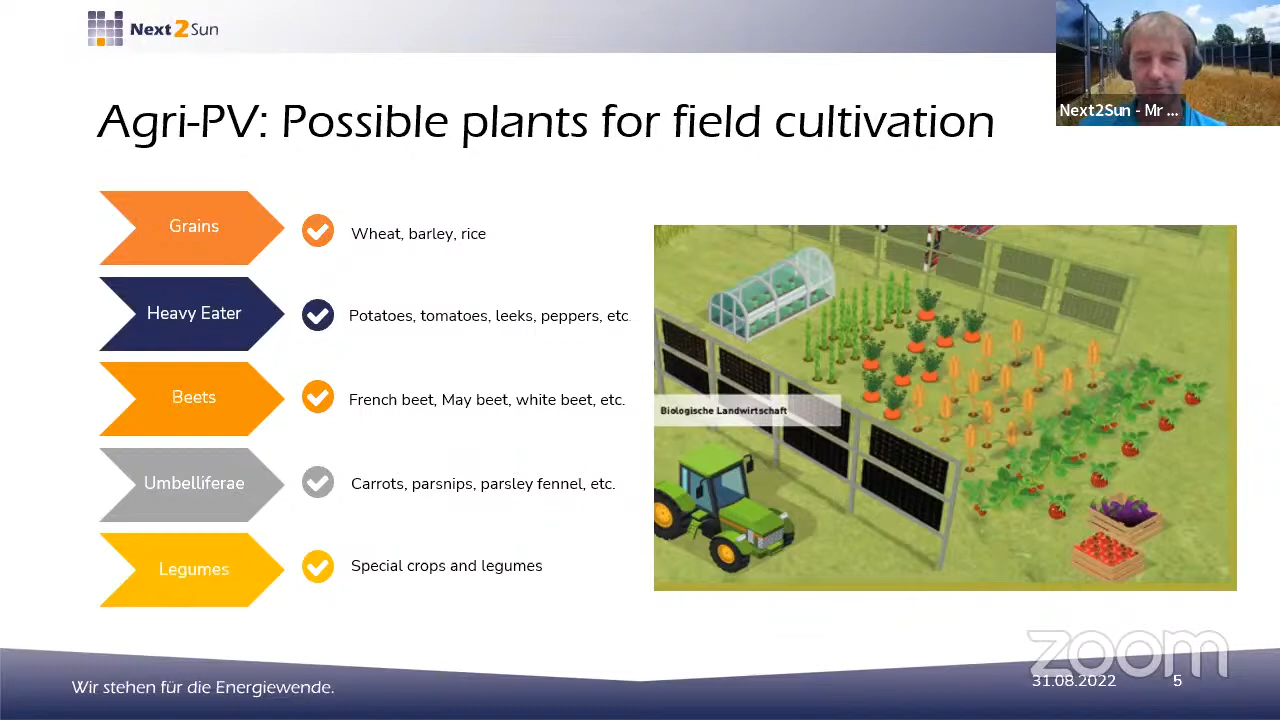 Next2Sun
Next2Sun - Mr ...
Agri-PV: Possible plants for field cultivation
Grains
Wheat, barley, rice
Heavy Eater
Potatoes, tomatoes, leeks, peppers, etc.
Beets
French beet, May beet, white beet, etc.
Biologische Landwirtschaft
Umbelliferae
Carrots, parsnips, parsley fennel, etc.
Legumes
Special crops and legumes
zoom
Wir stehen für die Energiewende.
31.08.2022
5